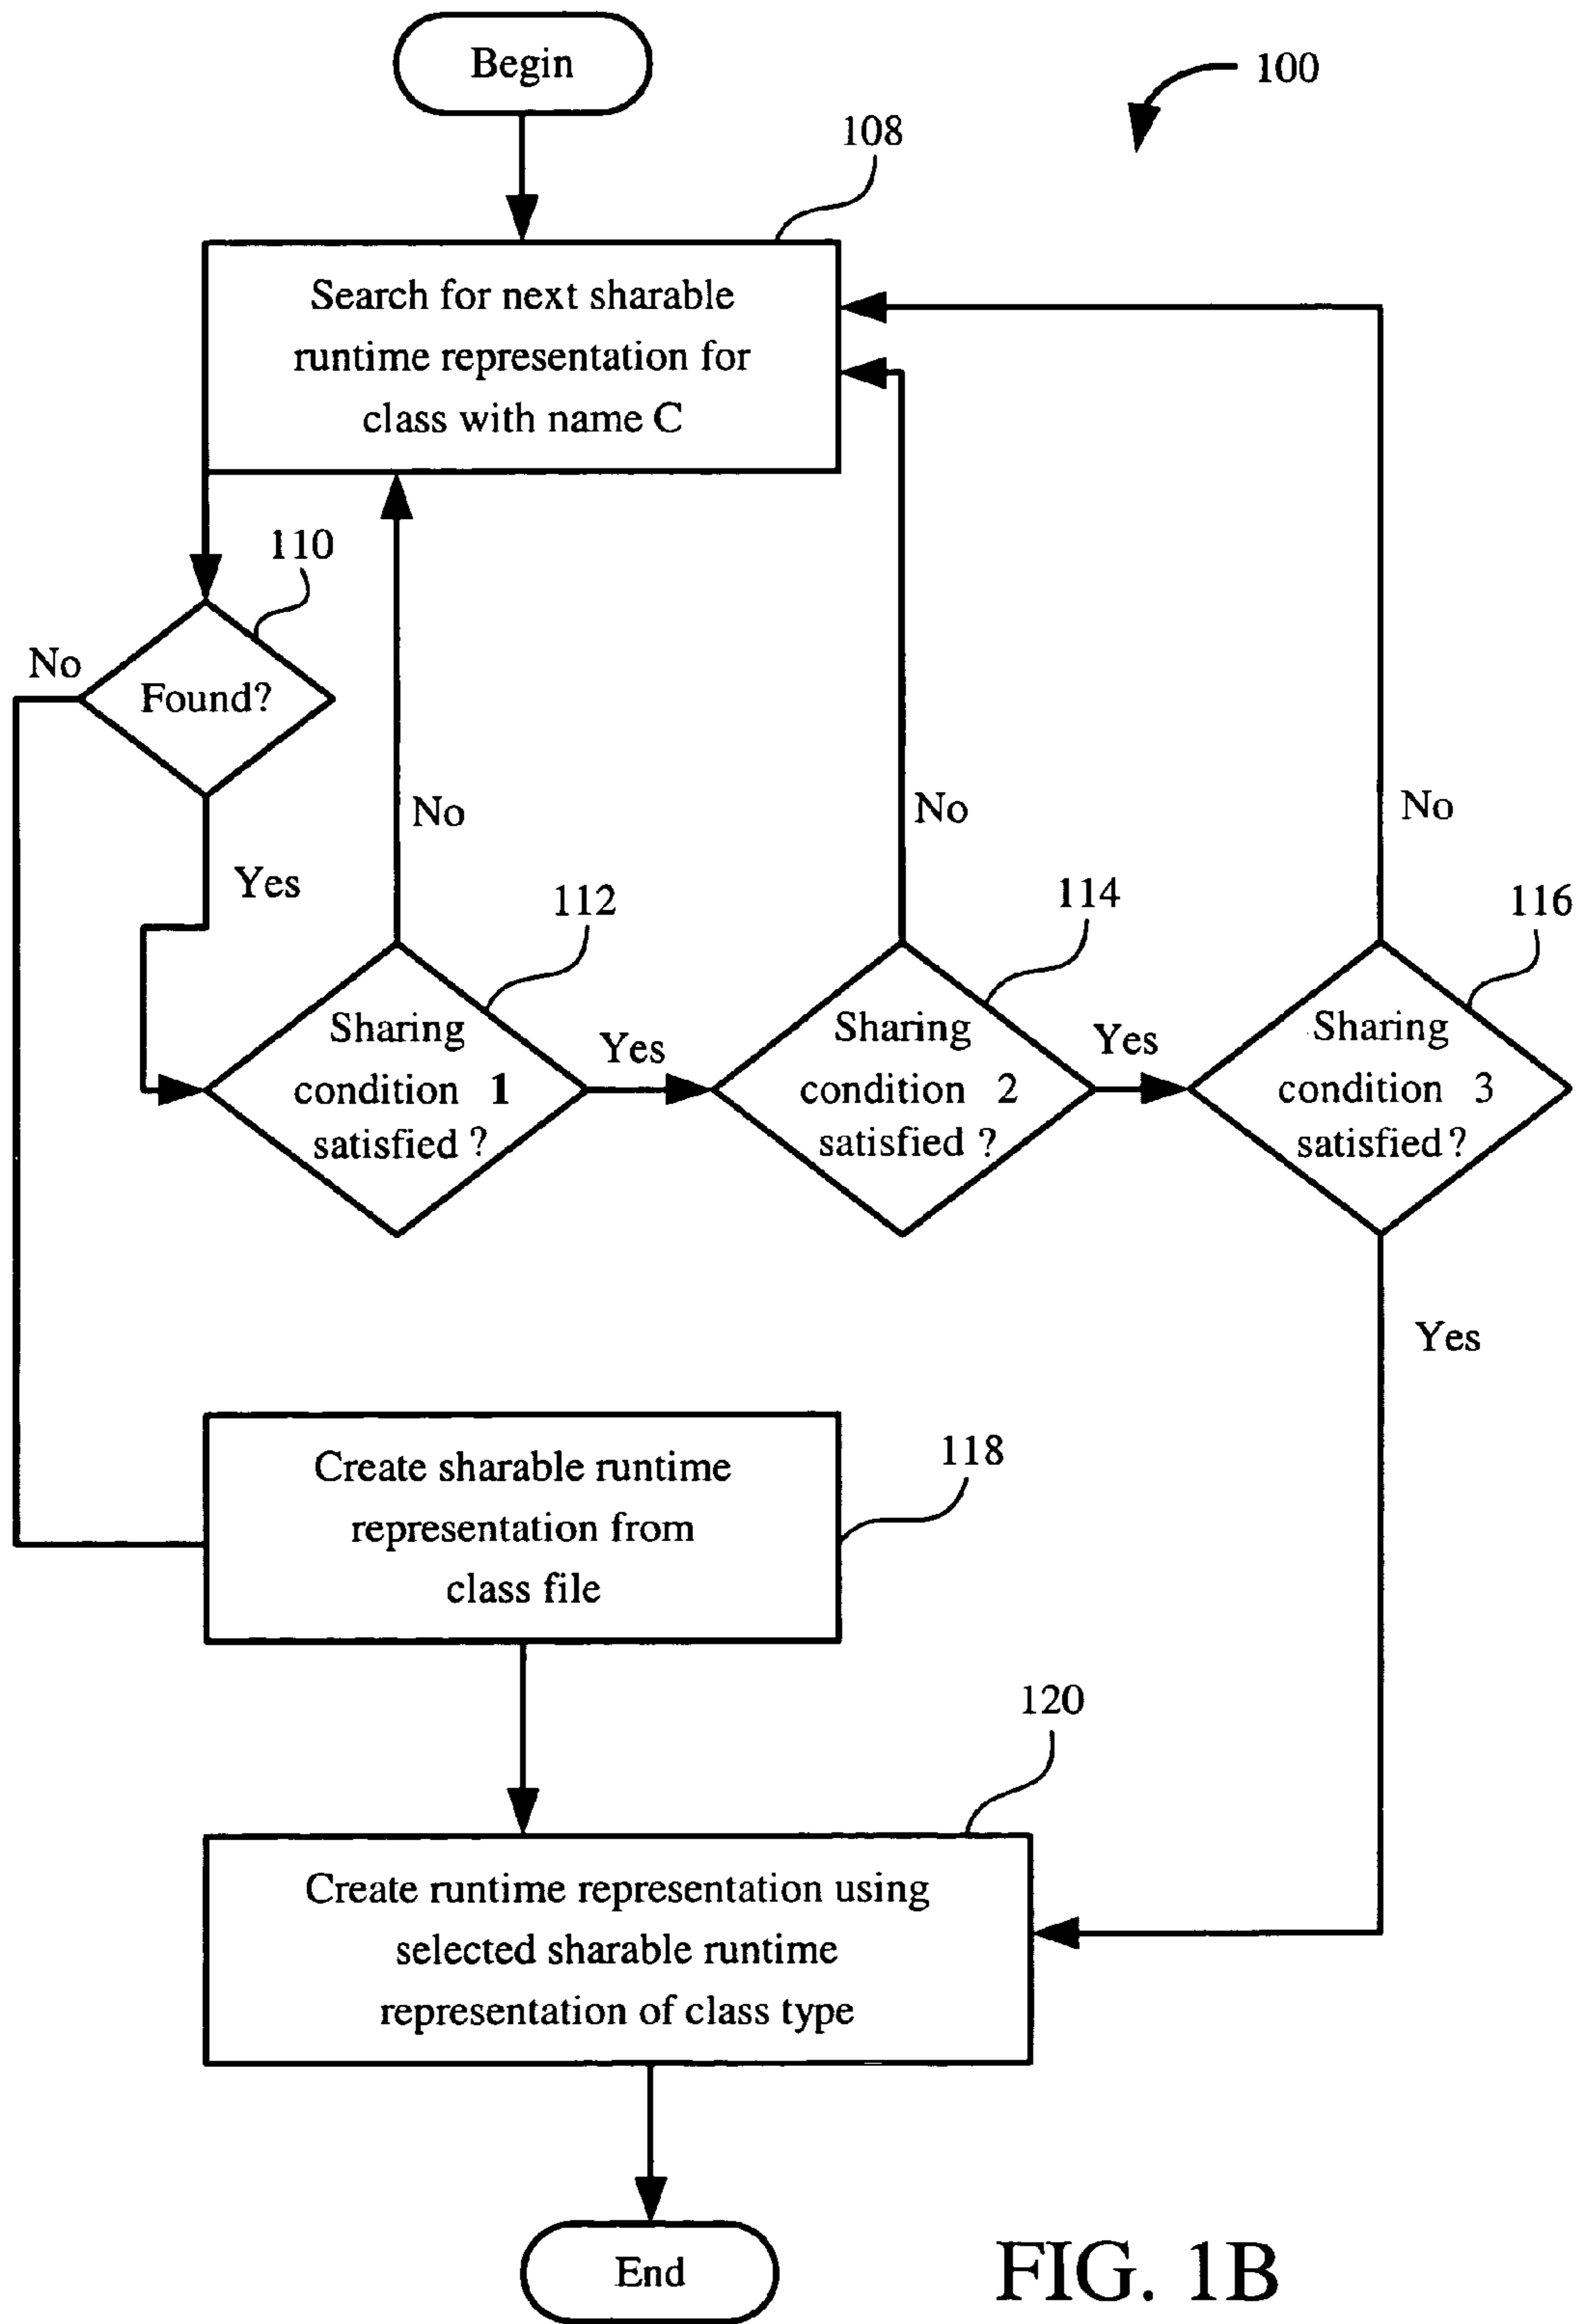 Begin
100
108
Search for next sharable
runtime representation for
class with name C
110
No
Found?
No
No
No
Yes
112
114
116
Sharing
condition 1
satisfied ?
Yes
Sharing
condition 2
satisfied ?
Yes
Sharing
condition 3
satisfied ?
Yes
Create sharable runtime
representation from
class file
118
120
Create runtime representation using
selected sharable runtime
representation of class type
End
FIG. 1B